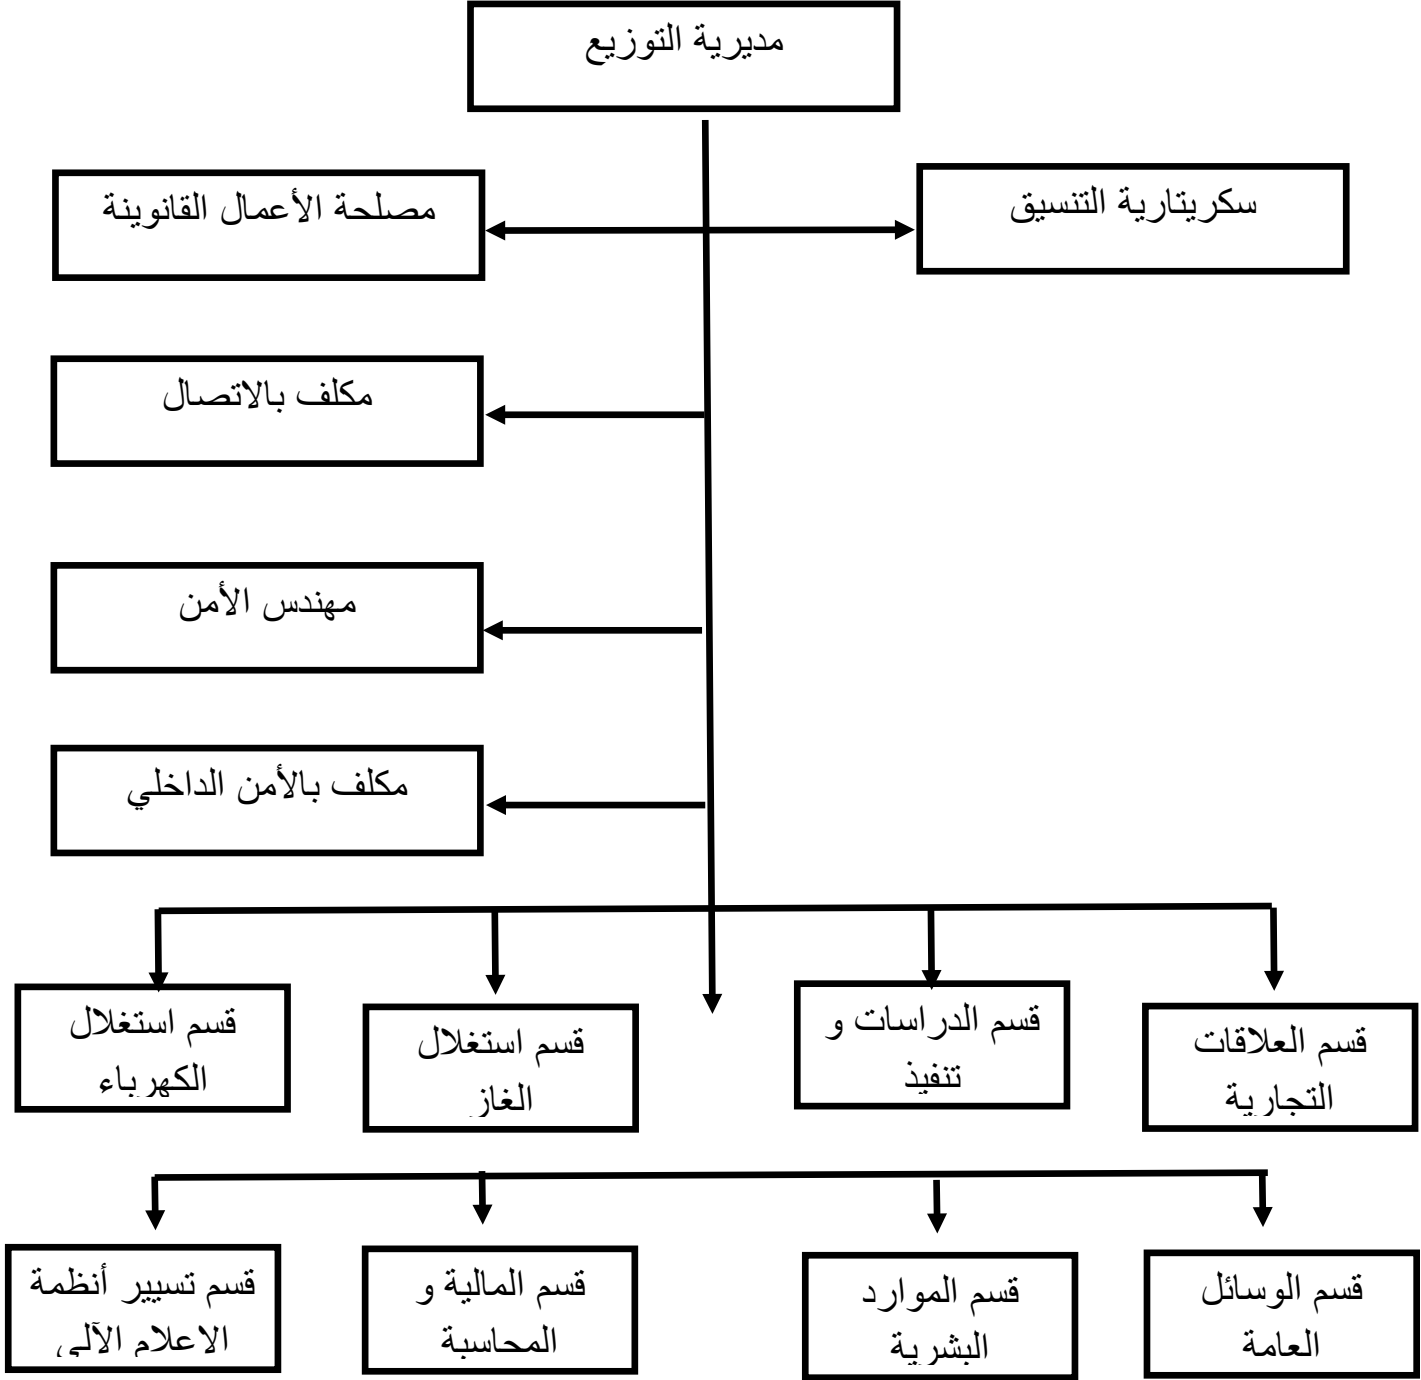 مديرية التوزيع
سكريتارية التنسيق
مصلحة الأعمال القانوينة
مكلف بالاتصال
مهندس الأمن
مكلف بالأمن الداخلي
قسم العلاقات
التجارية
قسم الدراسات و
تنفيذ
قسم استغلال
الغاز
قسم استغلال
الكهرباء
قسم الوسائل
العامة
قسم الموارد
البشرية
قسم المالية و
المحاسبة
قسم تسيير أنظمة
الاعلام الآلي